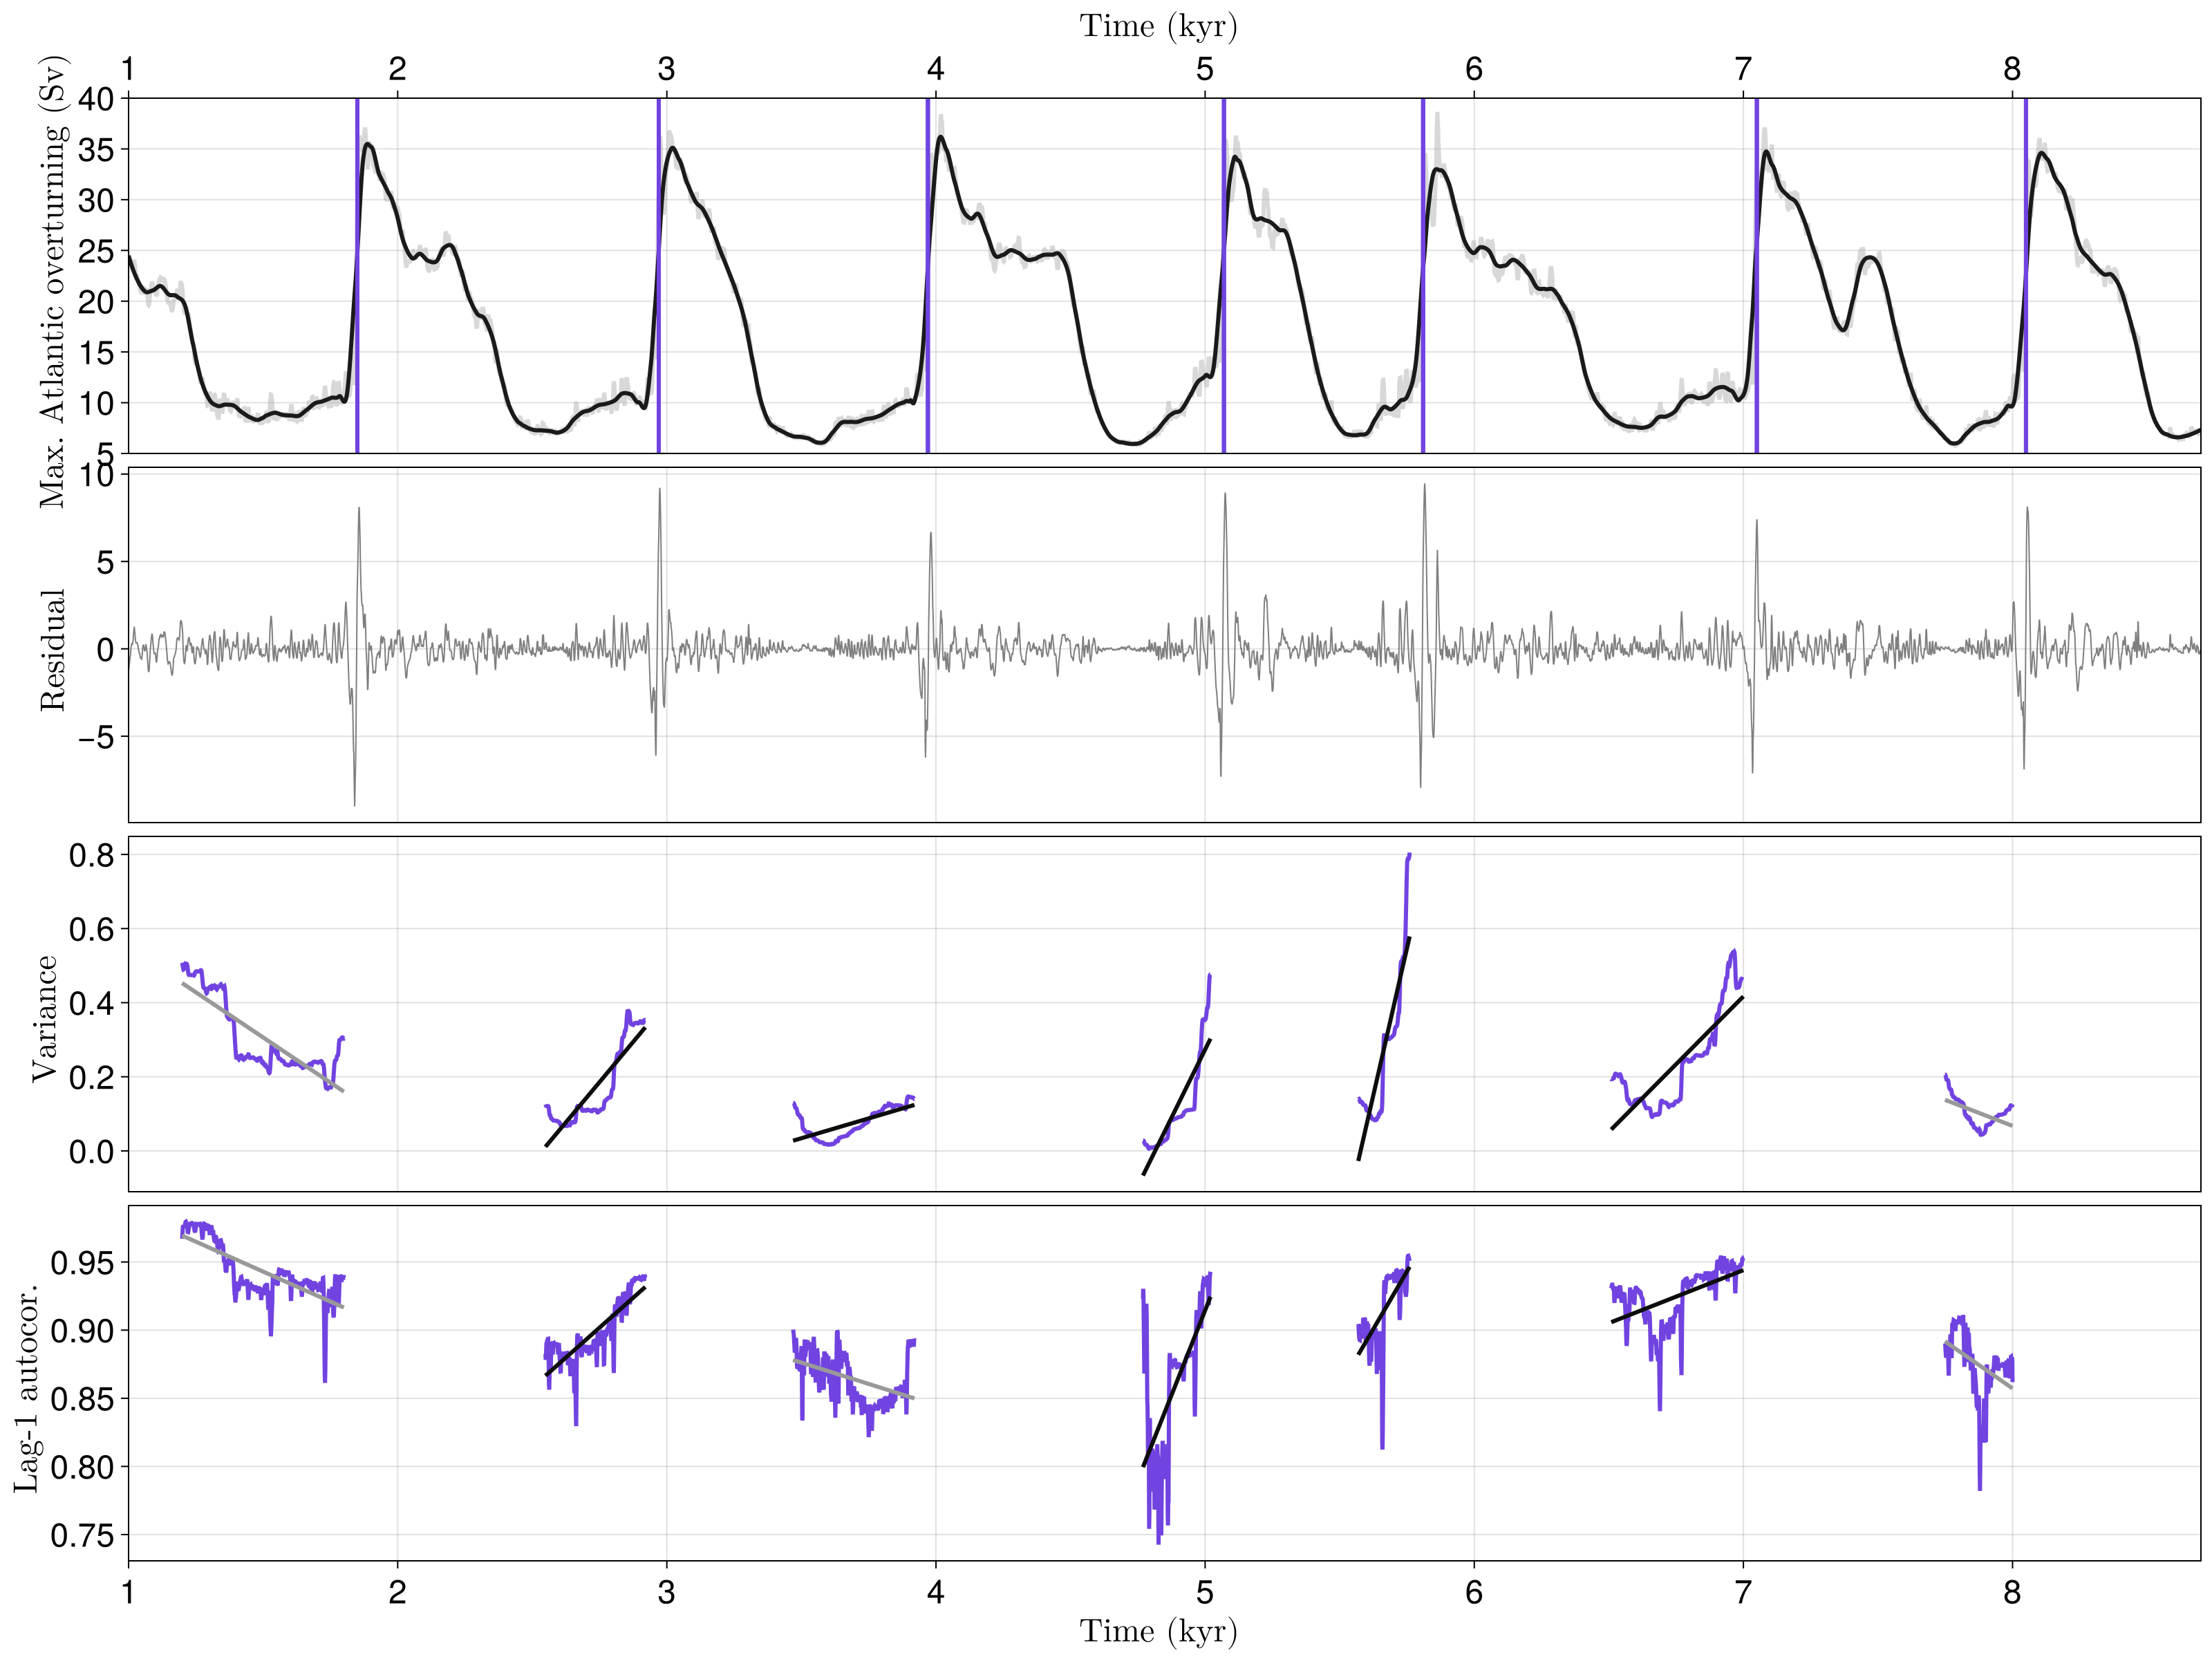 Time (kyr)
1 2 3 4 5 6 7 8
Max. Atlantic overturning (Sv)
40
35
30
25
20
15
10
5
Residual
10
5
0
−5
Variance
0.8
0.6
0.4
0.2
0.0
Lag-1 autocor.
0.95
0.90
0.85
0.80
0.75
1 2 3 4 5 6 7 8
Time (kyr)